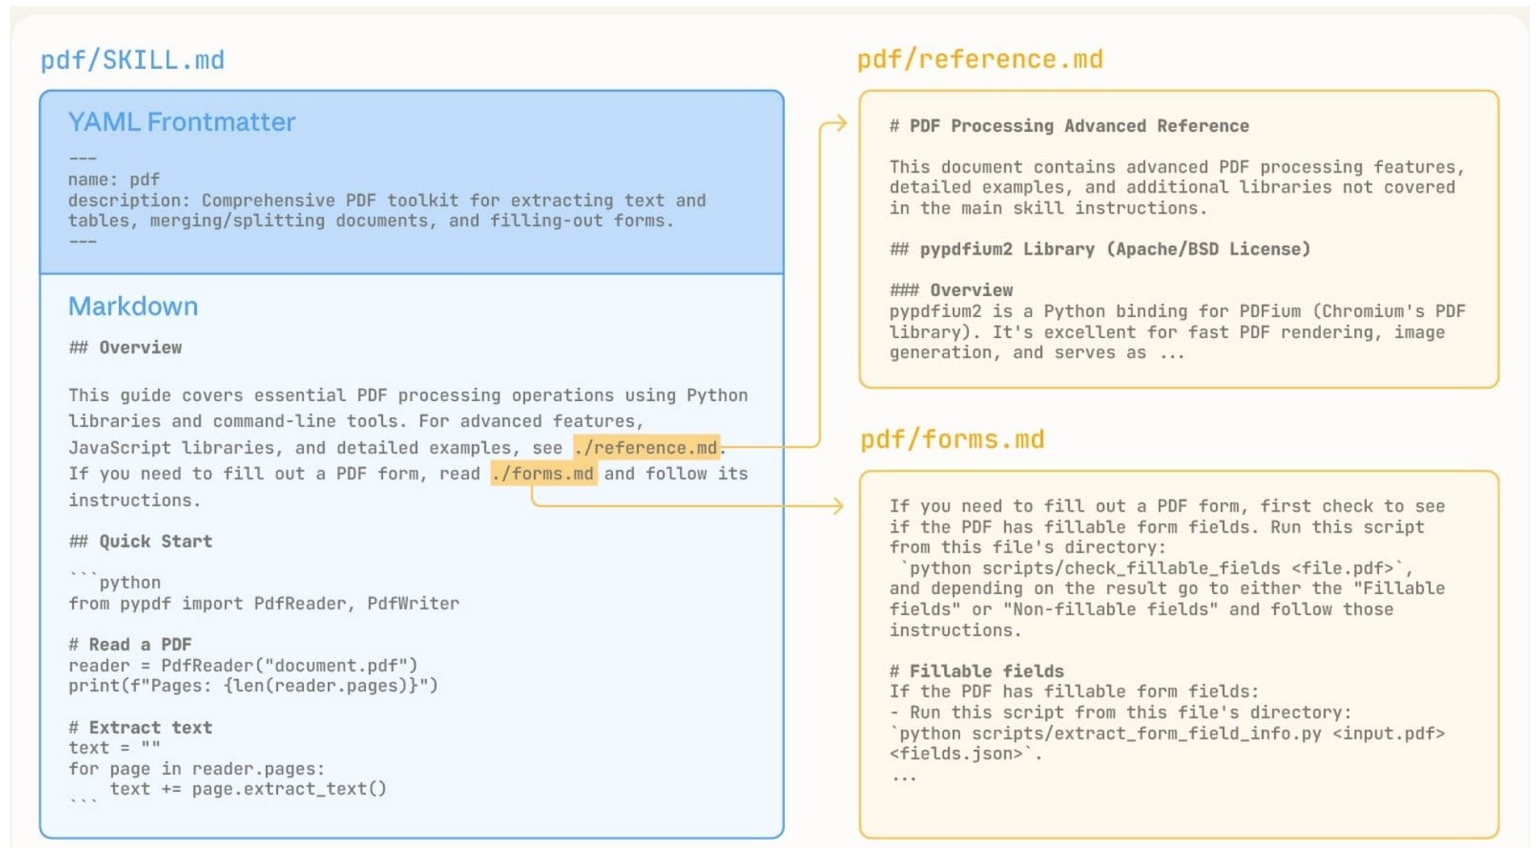 pdf/SKILL.md
YAML Frontmatter
---
name: pdf
description: Comprehensive PDF toolkit for extracting text and
tables, merging/splitting documents, and filling-out forms.
---
Markdown
## Overview
This guide covers essential PDF processing operations using Python
libraries and command-line tools. For advanced features,
JavaScript libraries, and detailed examples, see ./reference.md.
If you need to fill out a PDF form, read ./forms.md and follow its
instructions.
## Quick Start
```python
from pypdf import PdfReader, PdfWriter
# Read a PDF
reader = PdfReader("document.pdf")
print(f"Pages: {len(reader.pages)}")
# Extract text
text = ""
for page in reader.pages:
    text += page.extract_text()
```
pdf/reference.md
# PDF Processing Advanced Reference
This document contains advanced PDF processing features,
detailed examples, and additional libraries not covered
in the main skill instructions.
## pypdfium2 Library (Apache/BSD License)
### Overview
pypdfium2 is a Python binding for PDFium (Chromium's PDF
library). It's excellent for fast PDF rendering, image
generation, and serves as ...
pdf/forms.md
If you need to fill out a PDF form, first check to see
if the PDF has fillable form fields. Run this script
from this file's directory:
 `python scripts/check_fillable_fields <file.pdf>`,
and depending on the result go to either the "Fillable
fields" or "Non-fillable fields" and follow those
instructions.
# Fillable fields
If the PDF has fillable form fields:
- Run this script from this file's directory:
`python scripts/extract_form_field_info.py <input.pdf>
<fields.json>`.
...